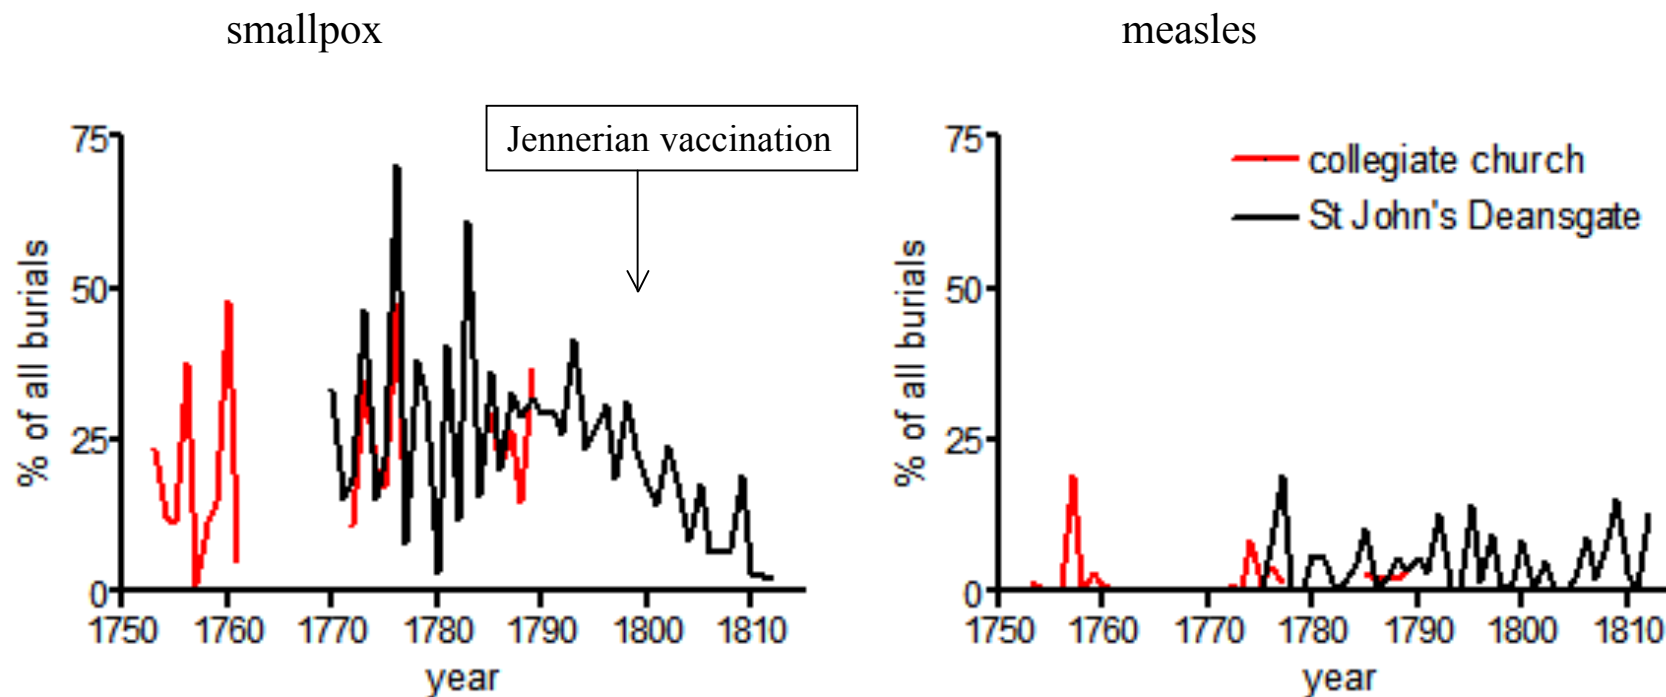 smallpox
measles
Jennerian vaccination
75
50
25
0
% of all burials
1750 1760 1770 1780 1790 1800 1810
year
75
50
25
0
% of all burials
collegiate church
St John's Deansgate
1750 1760 1770 1780 1790 1800 1810
year